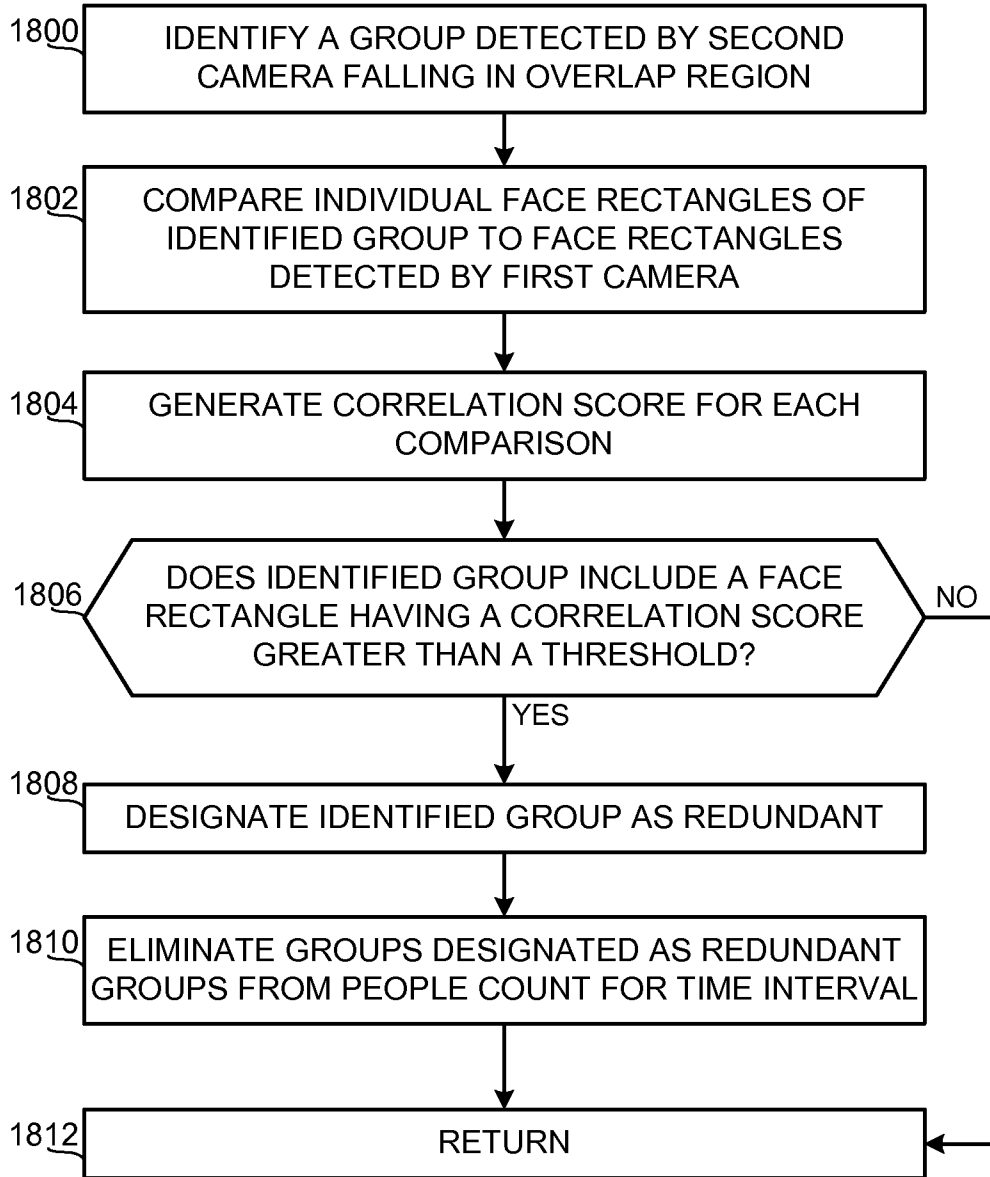 1800
IDENTIFY A GROUP DETECTED BY SECOND
CAMERA FALLING IN OVERLAP REGION
1802
COMPARE INDIVIDUAL FACE RECTANGLES OF
IDENTIFIED GROUP TO FACE RECTANGLES
DETECTED BY FIRST CAMERA
1804
GENERATE CORRELATION SCORE FOR EACH
COMPARISON
1806
DOES IDENTIFIED GROUP INCLUDE A FACE
RECTANGLE HAVING A CORRELATION SCORE
GREATER THAN A THRESHOLD?
NO
YES
1808
DESIGNATE IDENTIFIED GROUP AS REDUNDANT
1810
ELIMINATE GROUPS DESIGNATED AS REDUNDANT
GROUPS FROM PEOPLE COUNT FOR TIME INTERVAL
1812
RETURN